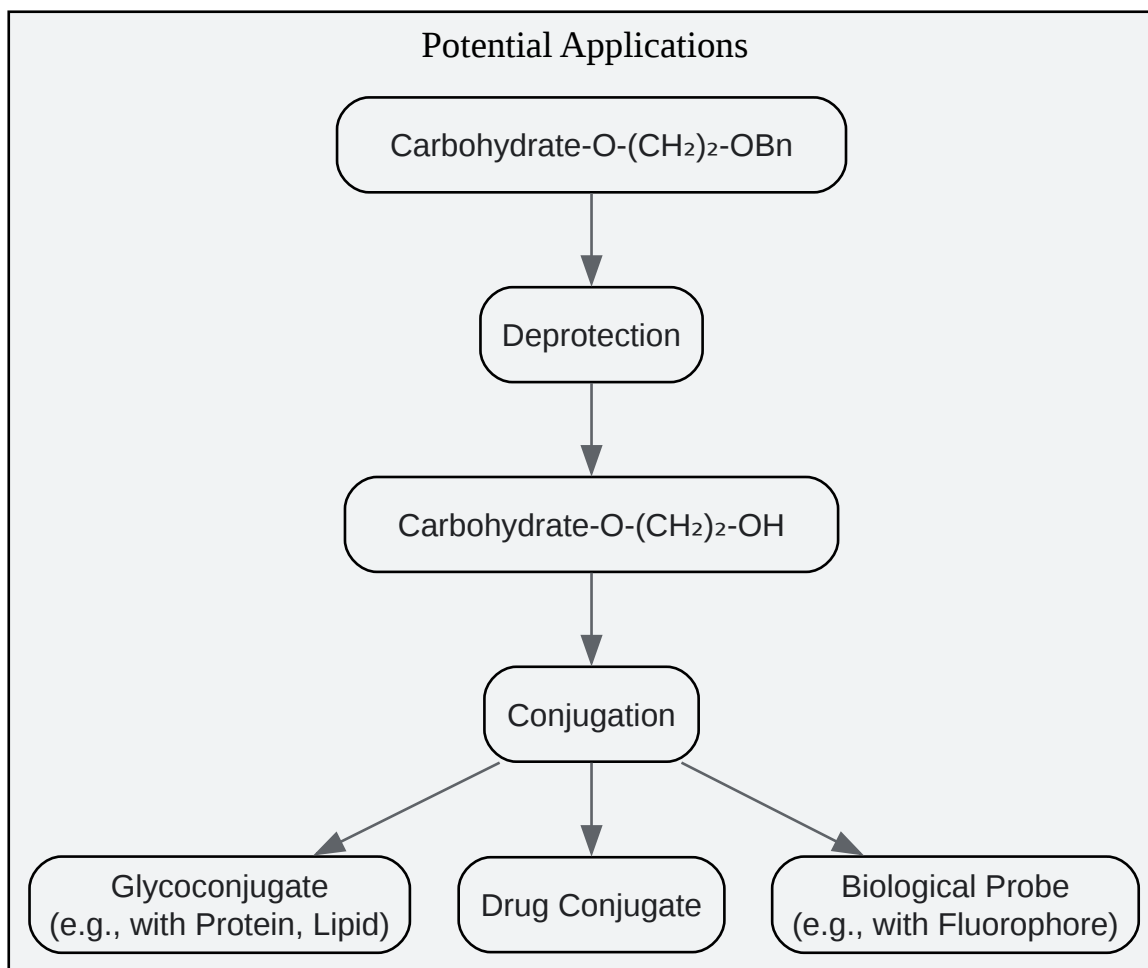 Potential Applications
Carbohydrate-O-(CH₂)₂-OBn
Deprotection
Carbohydrate-O-(CH₂)₂-OH
Conjugation
Glycoconjugate
(e.g., with Protein, Lipid)
Drug Conjugate
Biological Probe
(e.g., with Fluorophore)